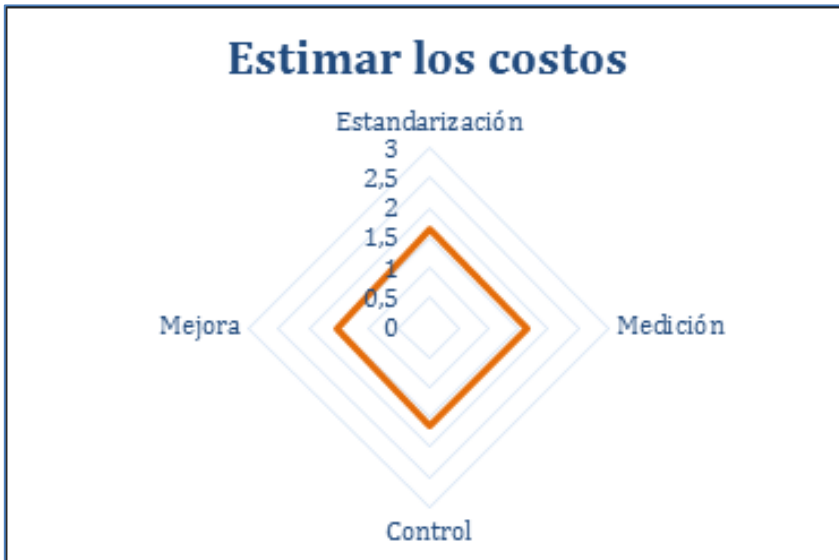 Estimar los costos
Estandarización
3
2,5
2
1,5
1
0,5
0
Mejora
Medición
Control